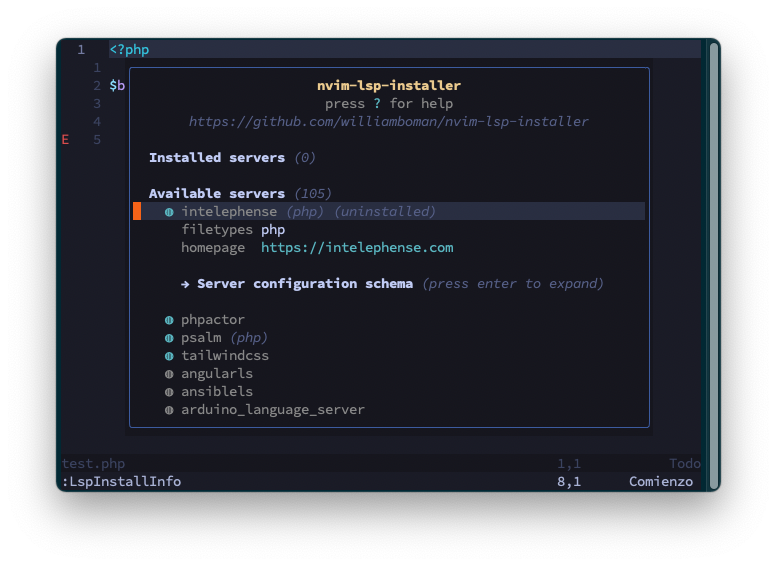 1 <?php
1
2 $b
3
4
E 5
nvim-lsp-installer
press ? for help
https://github.com/williamboman/nvim-lsp-installer
Installed servers (0)
Available servers (105)
intelephense (php) (uninstalled)
filetypes php
homepage https://intelephense.com
→ Server configuration schema (press enter to expand)
phpactor
psalm (php)
tailwindcss
angularls
ansiblels
arduino_language_server
test.php 1,1 Todo
:LspInstallInfo 8,1 Comienzo